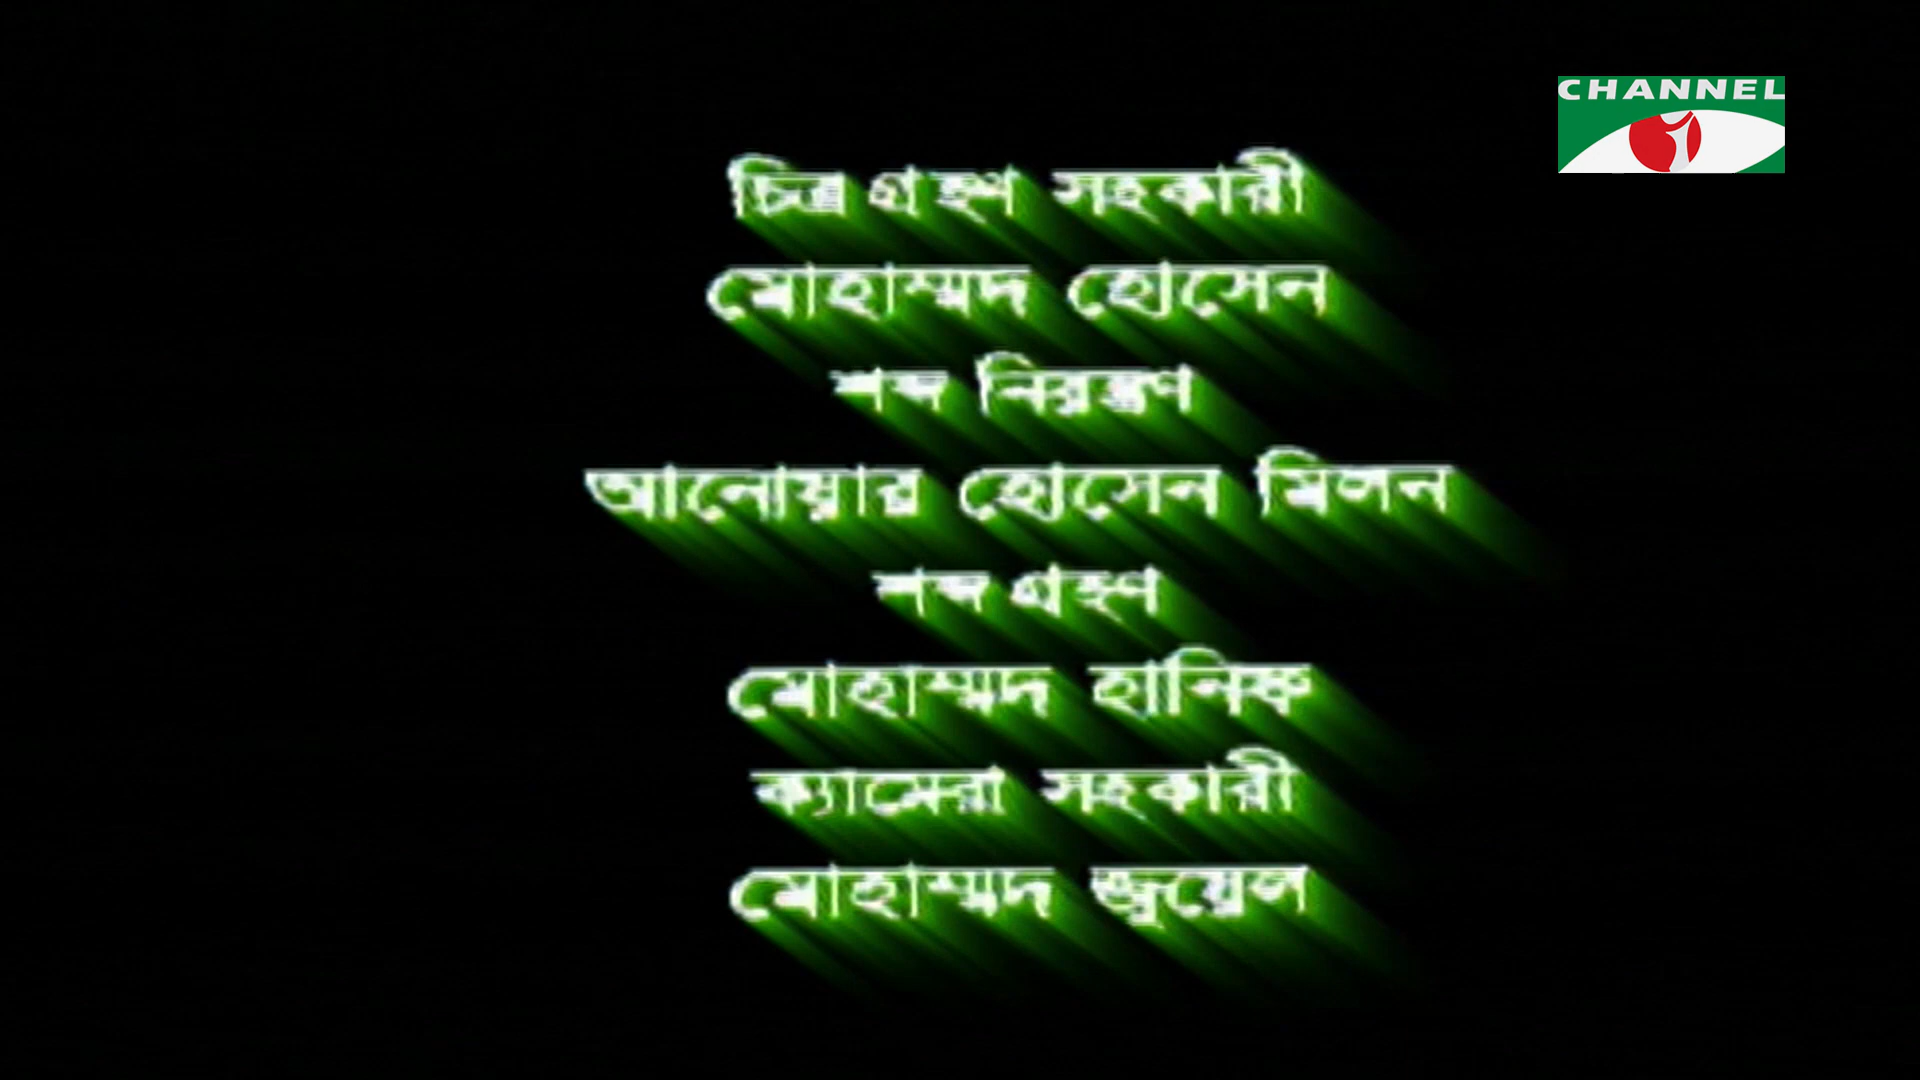 CHANNEL
চিত্র গ্রহণ সহকারী
মোহাম্মদ হোসেন
শব্দ নিয়ন্ত্রণ
আনোয়ার হোসেন মিলন
শব্দ গ্রহণ
মোহাম্মদ হানিফ
ক্যামেরা সহকারী
মোহাম্মদ জুয়েল